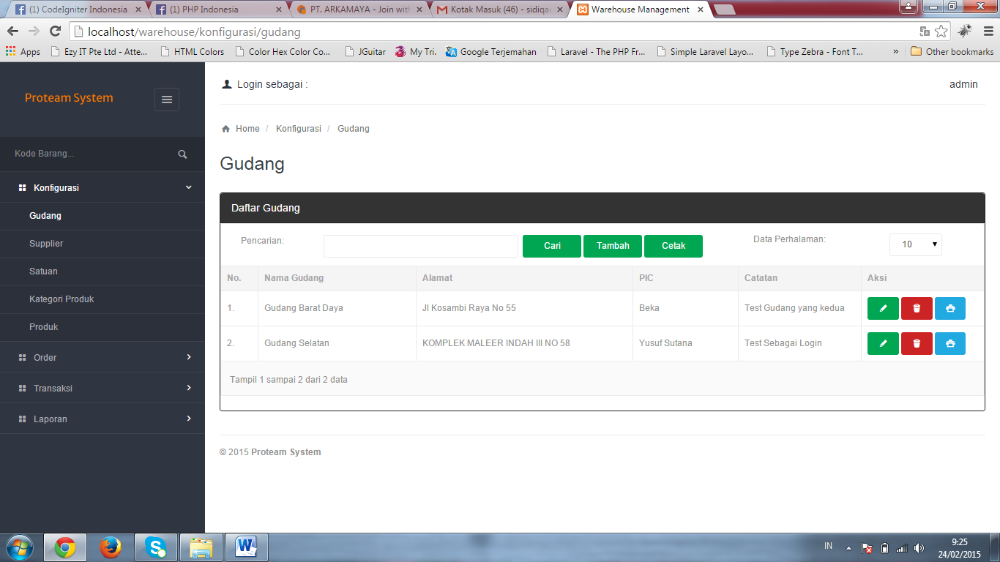 (1) CodeIgniter Indonesia
(1) PHP Indonesia
PT. ARKAMAYA - Join with
Kotak Masuk (46) - sidiqa
Warehouse Management
localhost/warehouse/konfigurasi/gudang
Apps
Ezy IT Pte Ltd - Atte...
HTML Colors
Color Hex Color Co...
JGuitar
My Tri.
Google Terjemahan
Laravel - The PHP Fr...
Simple Laravel Layo...
Type Zebra - Font T...
»
Other bookmarks
Proteam System
Login sebagai :
admin
Home / Konfigurasi / Gudang
Kode Barang...
Gudang
Konfigurasi
Gudang
Supplier
Satuan
Kategori Produk
Produk
Order
Transaksi
Laporan
Daftar Gudang
Pencarian:
Cari
Tambah
Cetak
Data Perhalaman:
10
No. Nama Gudang Alamat PIC Catatan Aksi
1. Gudang Barat Daya Jl Kosambi Raya No 55 Beka Test Gudang yang kedua
2. Gudang Selatan KOMPLEK MALEER INDAH III NO 58 Yusuf Sutana Test Sebagai Login
Tampil 1 sampai 2 dari 2 data
© 2015 Proteam System
IN
9:25
24/02/2015